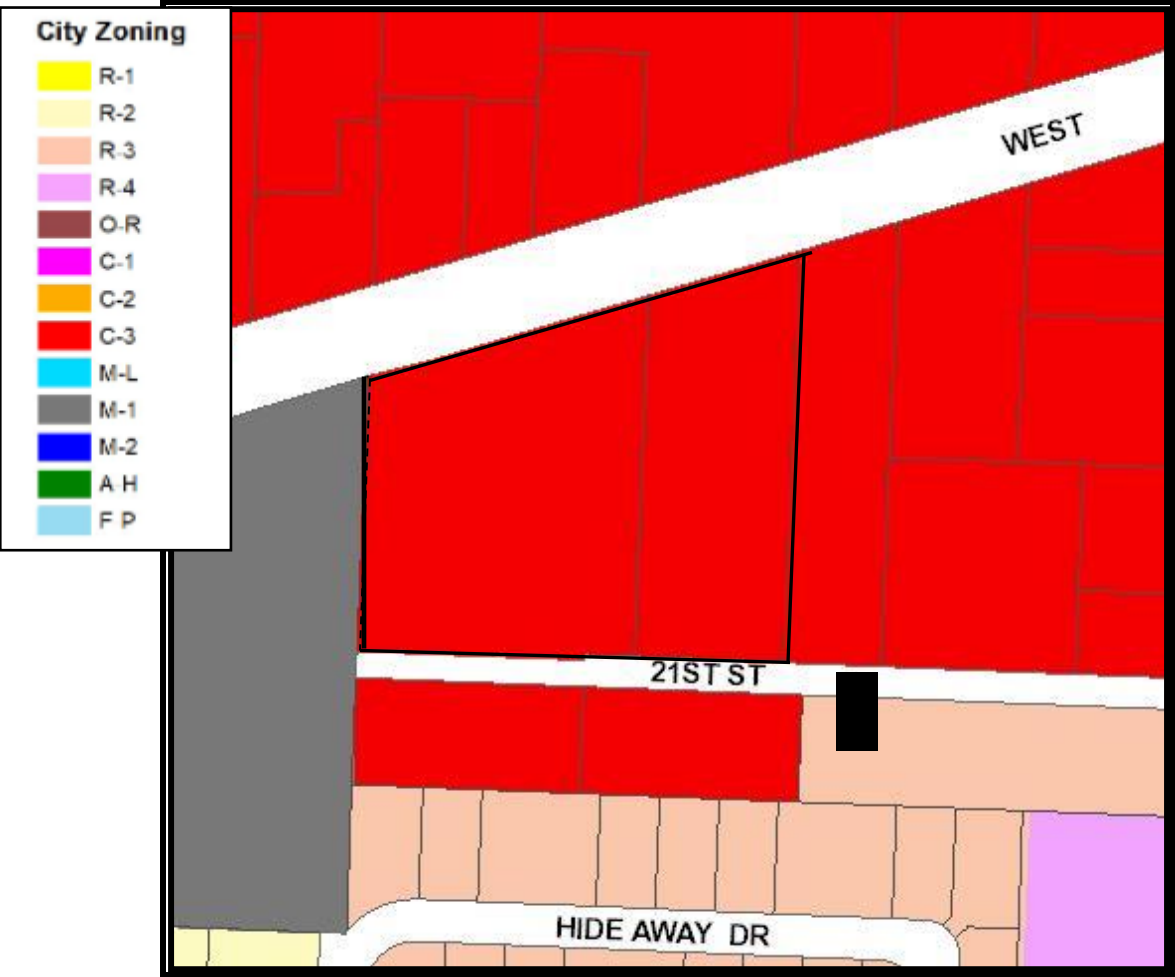 City Zoning
R-1
R-2
R-3
R-4
O-R
C-1
C-2
C-3
M-L
M-1
M-2
A H
F P
WEST
21ST ST
HIDE AWAY DR